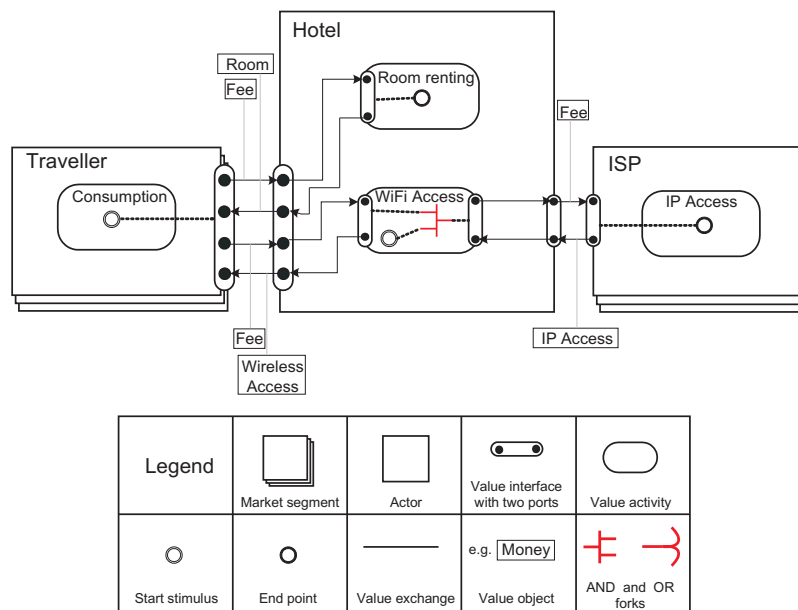 Hotel
Room
Room renting
Fee
Fee
Traveller
ISP
Consumption
WiFi Access
IP Access
Fee
IP Access
Wireless
Access
Legend
Market segment
Actor
Value interface
with two ports
Value activity
Start stimulus
End point
Value exchange
e.g. Money
Value object
AND and OR
forks